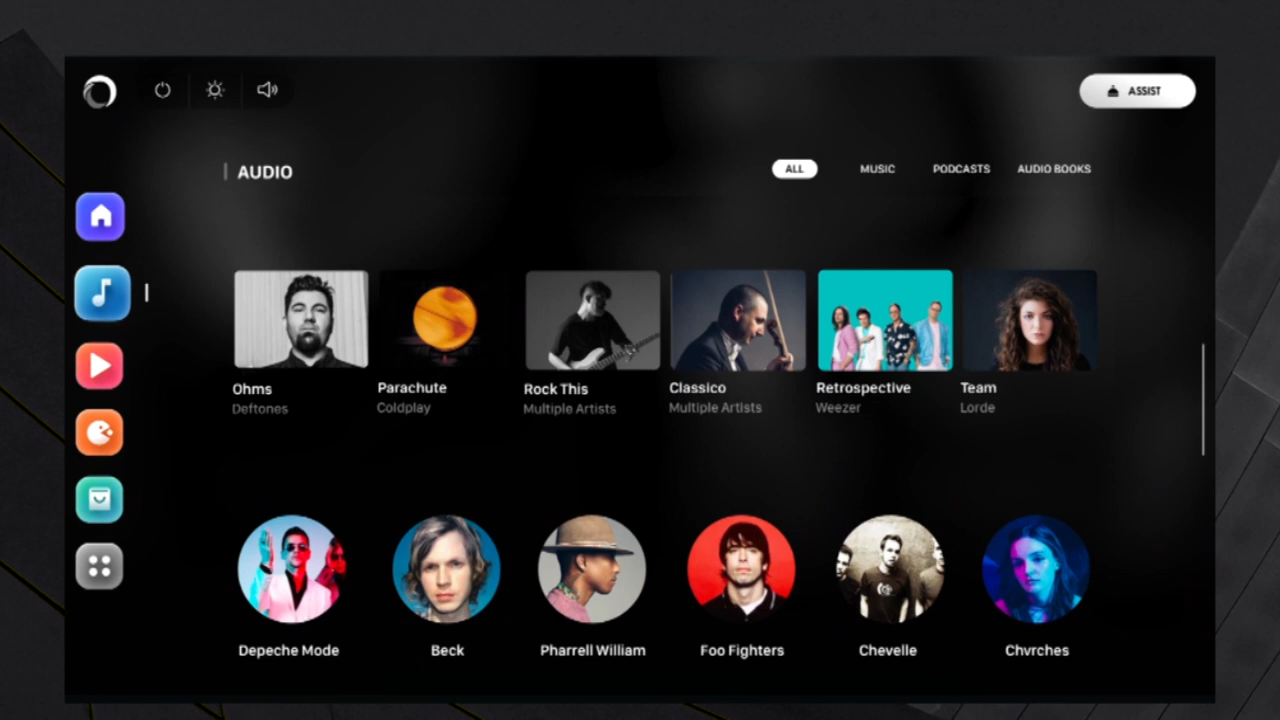 ASSIST
AUDIO
ALL MUSIC PODCASTS AUDIO BOOKS
Ohms
Deftones
Parachute
Coldplay
Rock This
Multiple Artists
Classico
Multiple Artists
Retrospective
Weezer
Team
Lorde
Depeche Mode
Beck
Pharrell William
Foo Fighters
Chevelle
Chvrches